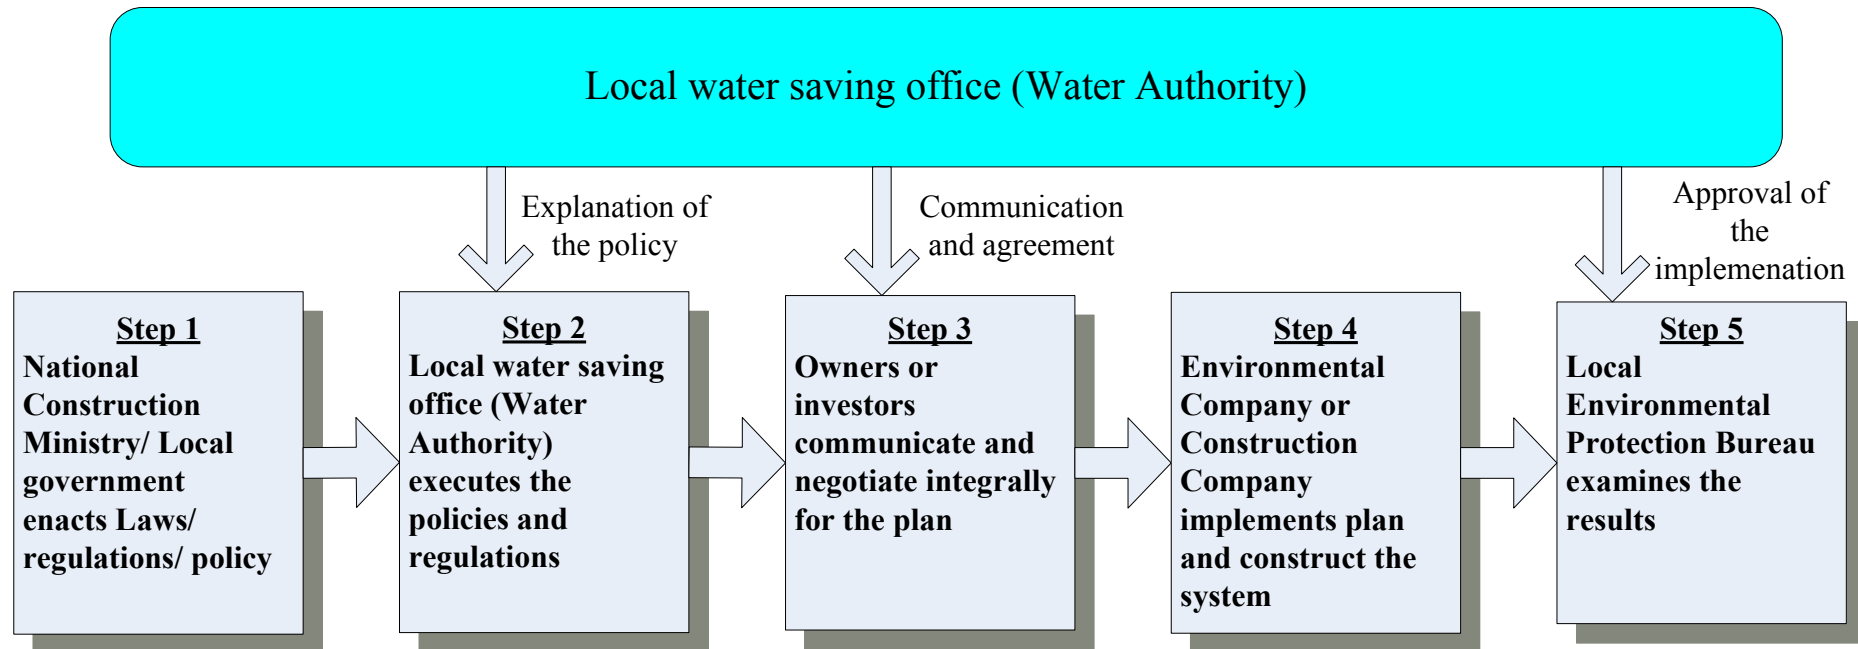 Local water saving office (Water Authority)
Explanation of
the policy
Communication
and agreement
Approval of
the
implemenation
Step 1
National
Construction
Ministry/ Local
government
enacts Laws/
regulations/ policy
Step 2
Local water saving
office (Water
Authority)
executes the
policies and
regulations
Step 3
Owners or
investors
communicate and
negotiate integrally
for the plan
Step 4
Environmental
Company or
Construction
Company
implements plan
and construct the
system
Step 5
Local
Environmental
Protection Bureau
examines the
results